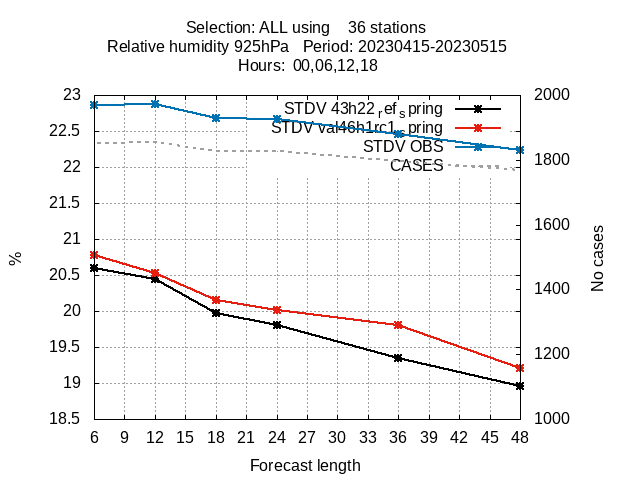 Selection: ALL using 36 stations
Relative humidity 925hPa Period: 20230415-20230515
Hours: 00,06,12,18
23 2000
STDV 43h22refspring
22.5 STDV val46h1rc1spring
STDV OBS
22 CASES 1800
21.5
21 1600
% No cases
20.5
20 1400
19.5
19 1200
18.5 1000
6 9 12 15 18 21 24 27 30 33 36 39 42 45 48
Forecast length